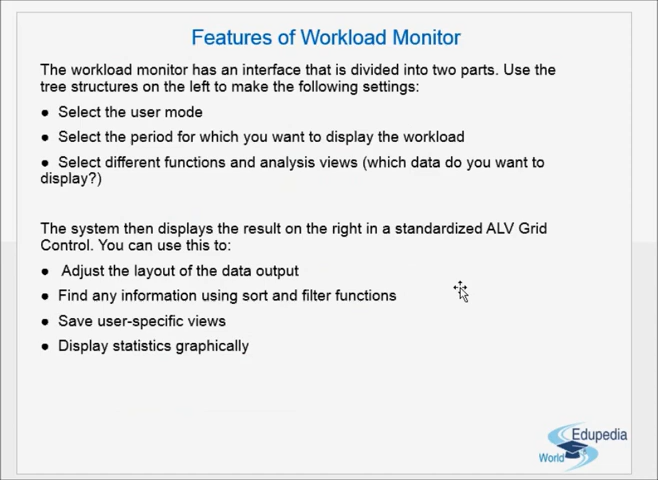 Features of Workload Monitor
The workload monitor has an interface that is divided into two parts. Use the
tree structures on the left to make the following settings:
● Select the user mode
● Select the period for which you want to display the workload
● Select different functions and analysis views (which data do you want to
display?)
The system then displays the result on the right in a standardized ALV Grid
Control. You can use this to:
● Adjust the layout of the data output
● Find any information using sort and filter functions
● Save user-specific views
● Display statistics graphically
Edupedia
World